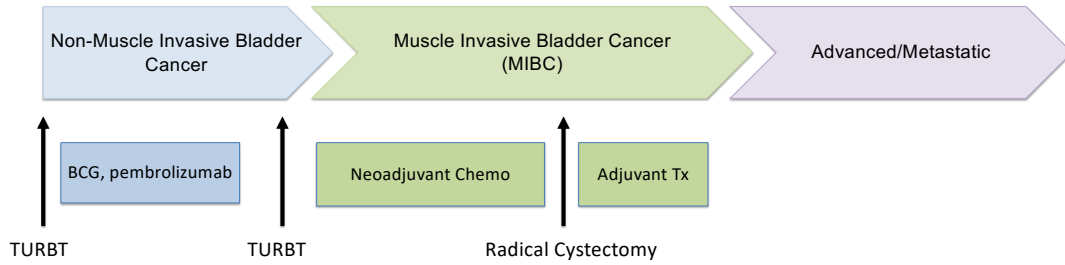 Non-Muscle Invasive Bladder
Cancer
Muscle Invasive Bladder Cancer
(MIBC)
Advanced/Metastatic
BCG, pembrolizumab
Neoadjuvant Chemo
Adjuvant Tx
TURBT
TURBT
Radical Cystectomy